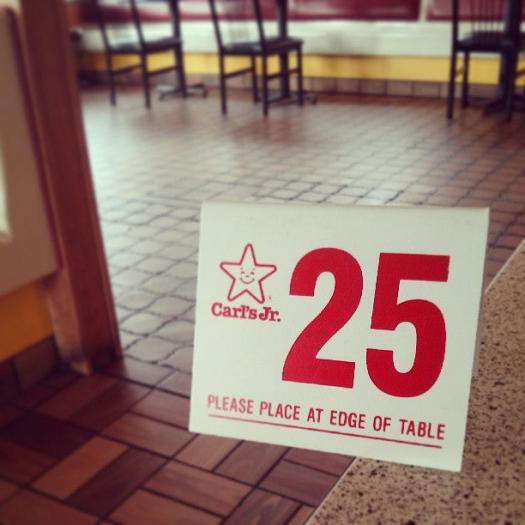 Carl's Jr.
25
PLEASE PLACE AT EDGE OF TABLE